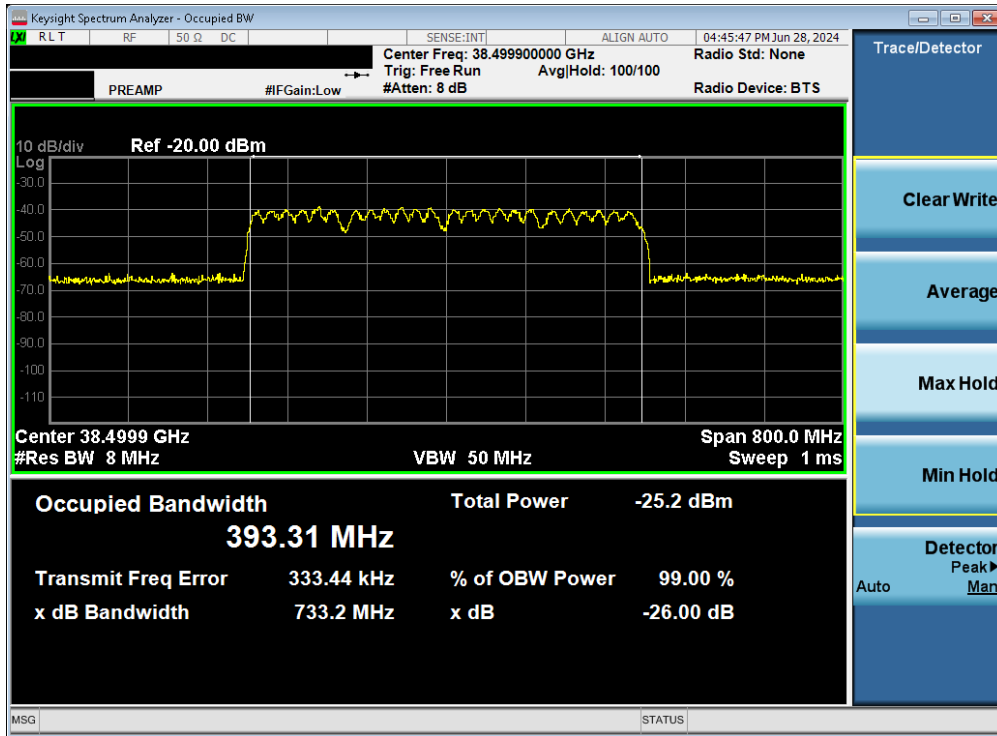 Keysight Spectrum Analyzer - Occupied BW
LXI RLT RF 50 Ω DC SENSE:INT ALIGN AUTO 04:45:47 PM Jun 28, 2024
Center Freq: 38.499900000 GHz Radio Std: None
Trig: Free Run Avg|Hold: 100/100
PREAMP #IFGain:Low #Atten: 8 dB Radio Device: BTS
10 dB/div Ref -20.00 dBm
Log
-30.0
-40.0
-50.0
-60.0
-70.0
-80.0
-90.0
-100
-110
Center 38.4999 GHz Span 800.0 MHz
#Res BW 8 MHz VBW 50 MHz Sweep 1 ms
Occupied Bandwidth Total Power -25.2 dBm
393.31 MHz
Transmit Freq Error 333.44 kHz % of OBW Power 99.00 %
x dB Bandwidth 733.2 MHz x dB -26.00 dB
MSG STATUS
Trace/Detector
Clear Write
Average
Max Hold
Min Hold
Detector
Peak▶
Auto Man